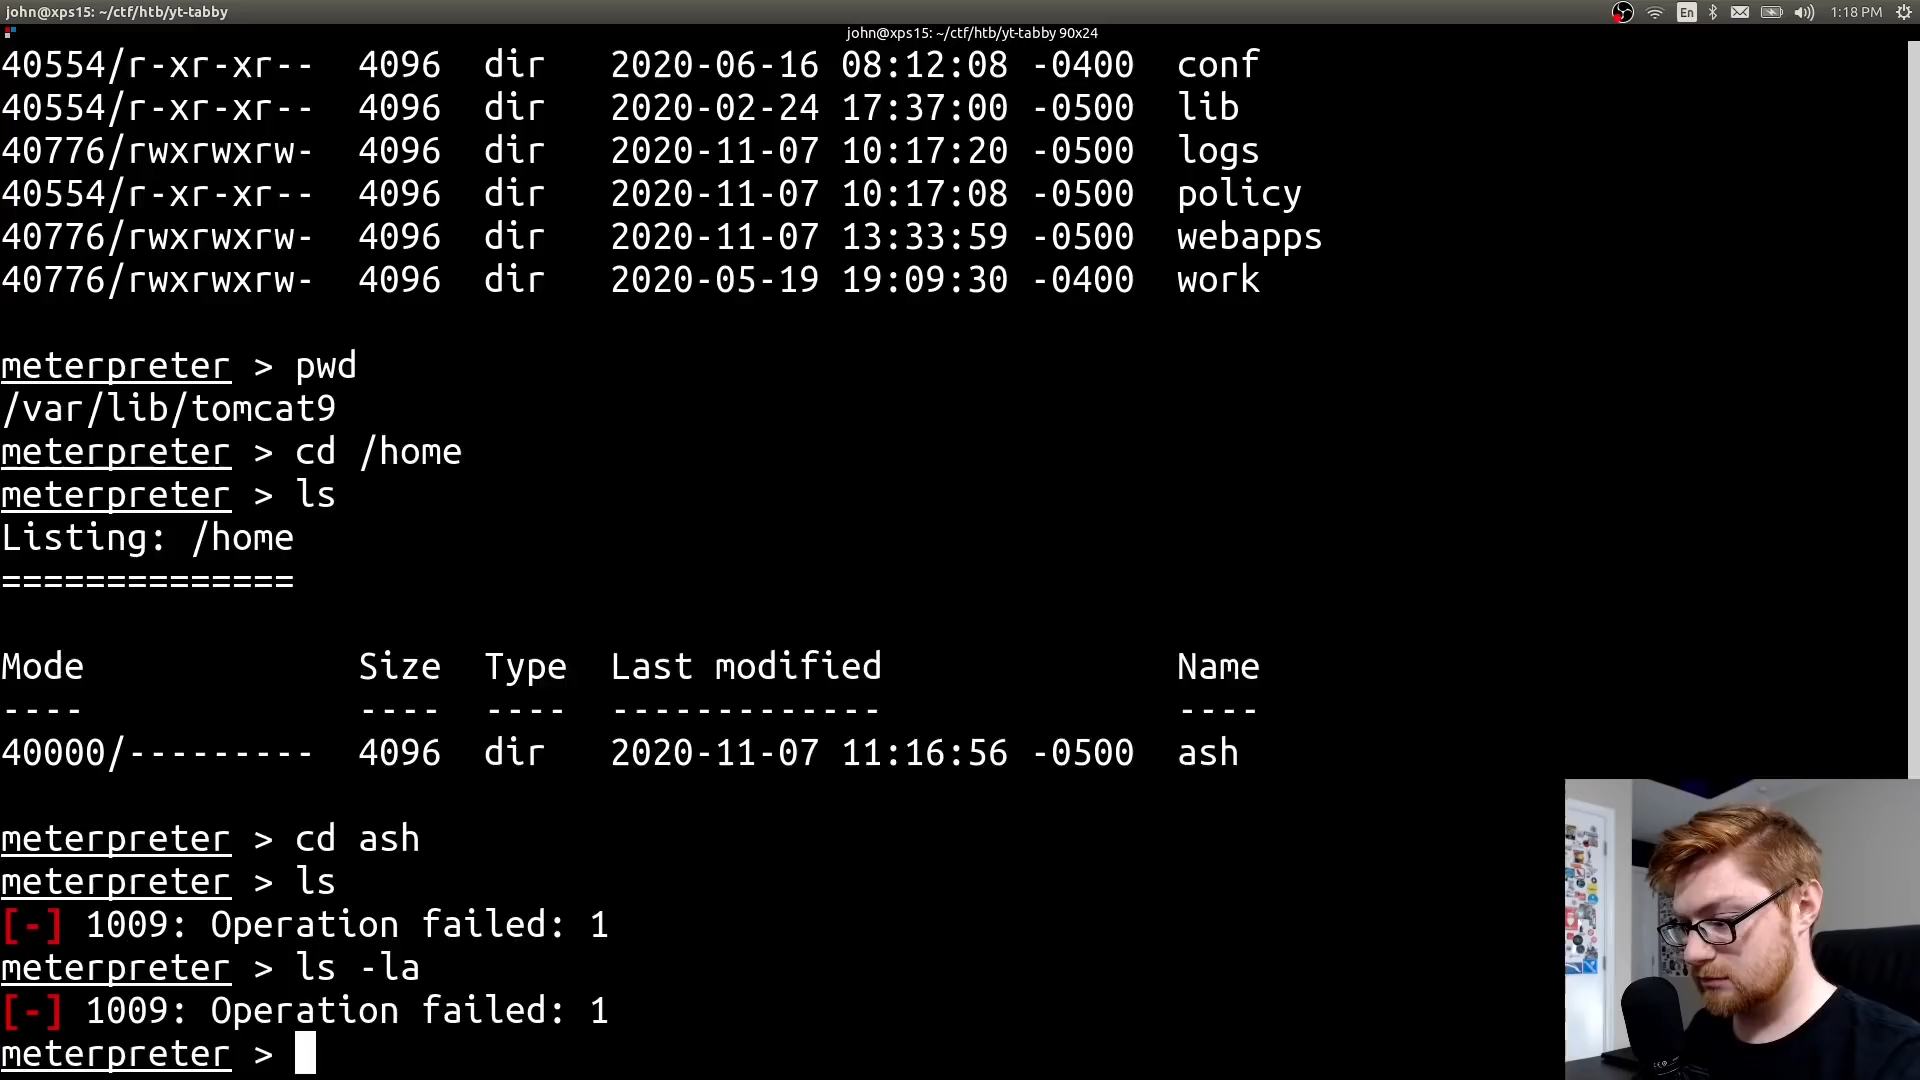 john@xps15: ~/ctf/htb/yt-tabby
En
1:18 PM
john@xps15: ~/ctf/htb/yt-tabby 90x24
40554/r-xr-xr-- 4096 dir 2020-06-16 08:12:08 -0400 conf
40554/r-xr-xr-- 4096 dir 2020-02-24 17:37:00 -0500 lib
40776/rwxrwxrw- 4096 dir 2020-11-07 10:17:20 -0500 logs
40554/r-xr-xr-- 4096 dir 2020-11-07 10:17:08 -0500 policy
40776/rwxrwxrw- 4096 dir 2020-11-07 13:33:59 -0500 webapps
40776/rwxrwxrw- 4096 dir 2020-05-19 19:09:30 -0400 work
meterpreter > pwd
/var/lib/tomcat9
meterpreter > cd /home
meterpreter > ls
Listing: /home
==============
Mode Size Type Last modified Name
---- ---- ---- ------------- ----
40000/--------- 4096 dir 2020-11-07 11:16:56 -0500 ash
meterpreter > cd ash
meterpreter > ls
[-] 1009: Operation failed: 1
meterpreter > ls -la
[-] 1009: Operation failed: 1
meterpreter >